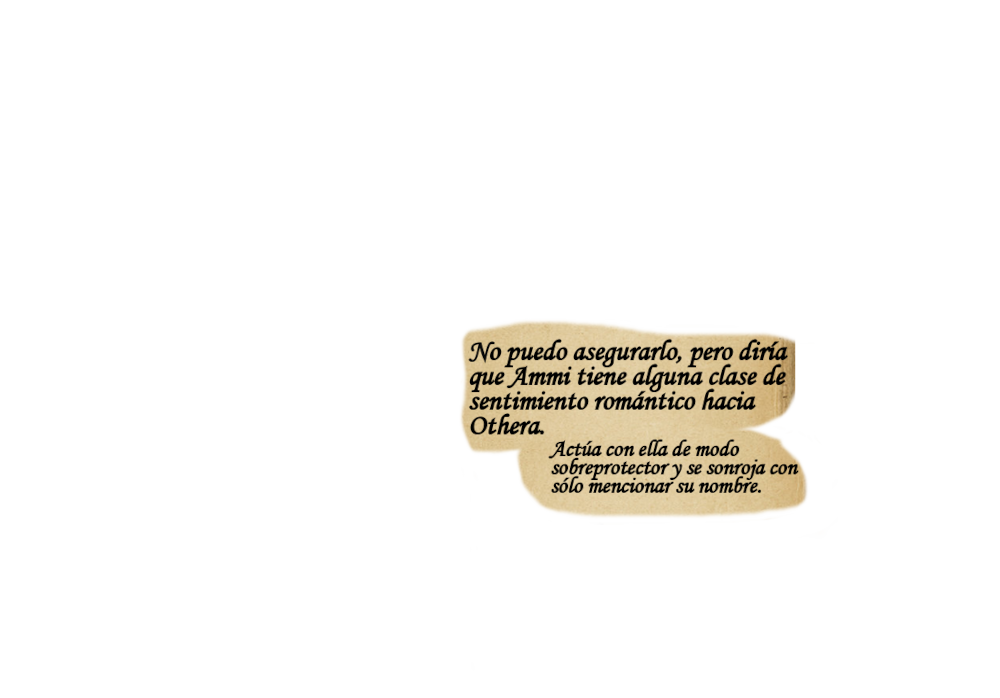 No puedo asegurarlo, pero diría
que Ammi tiene alguna clase de
sentimiento romántico hacia
Othera.
Actúa con ella de modo
sobreprotector y se sonroja con
sólo mencionar su nombre.